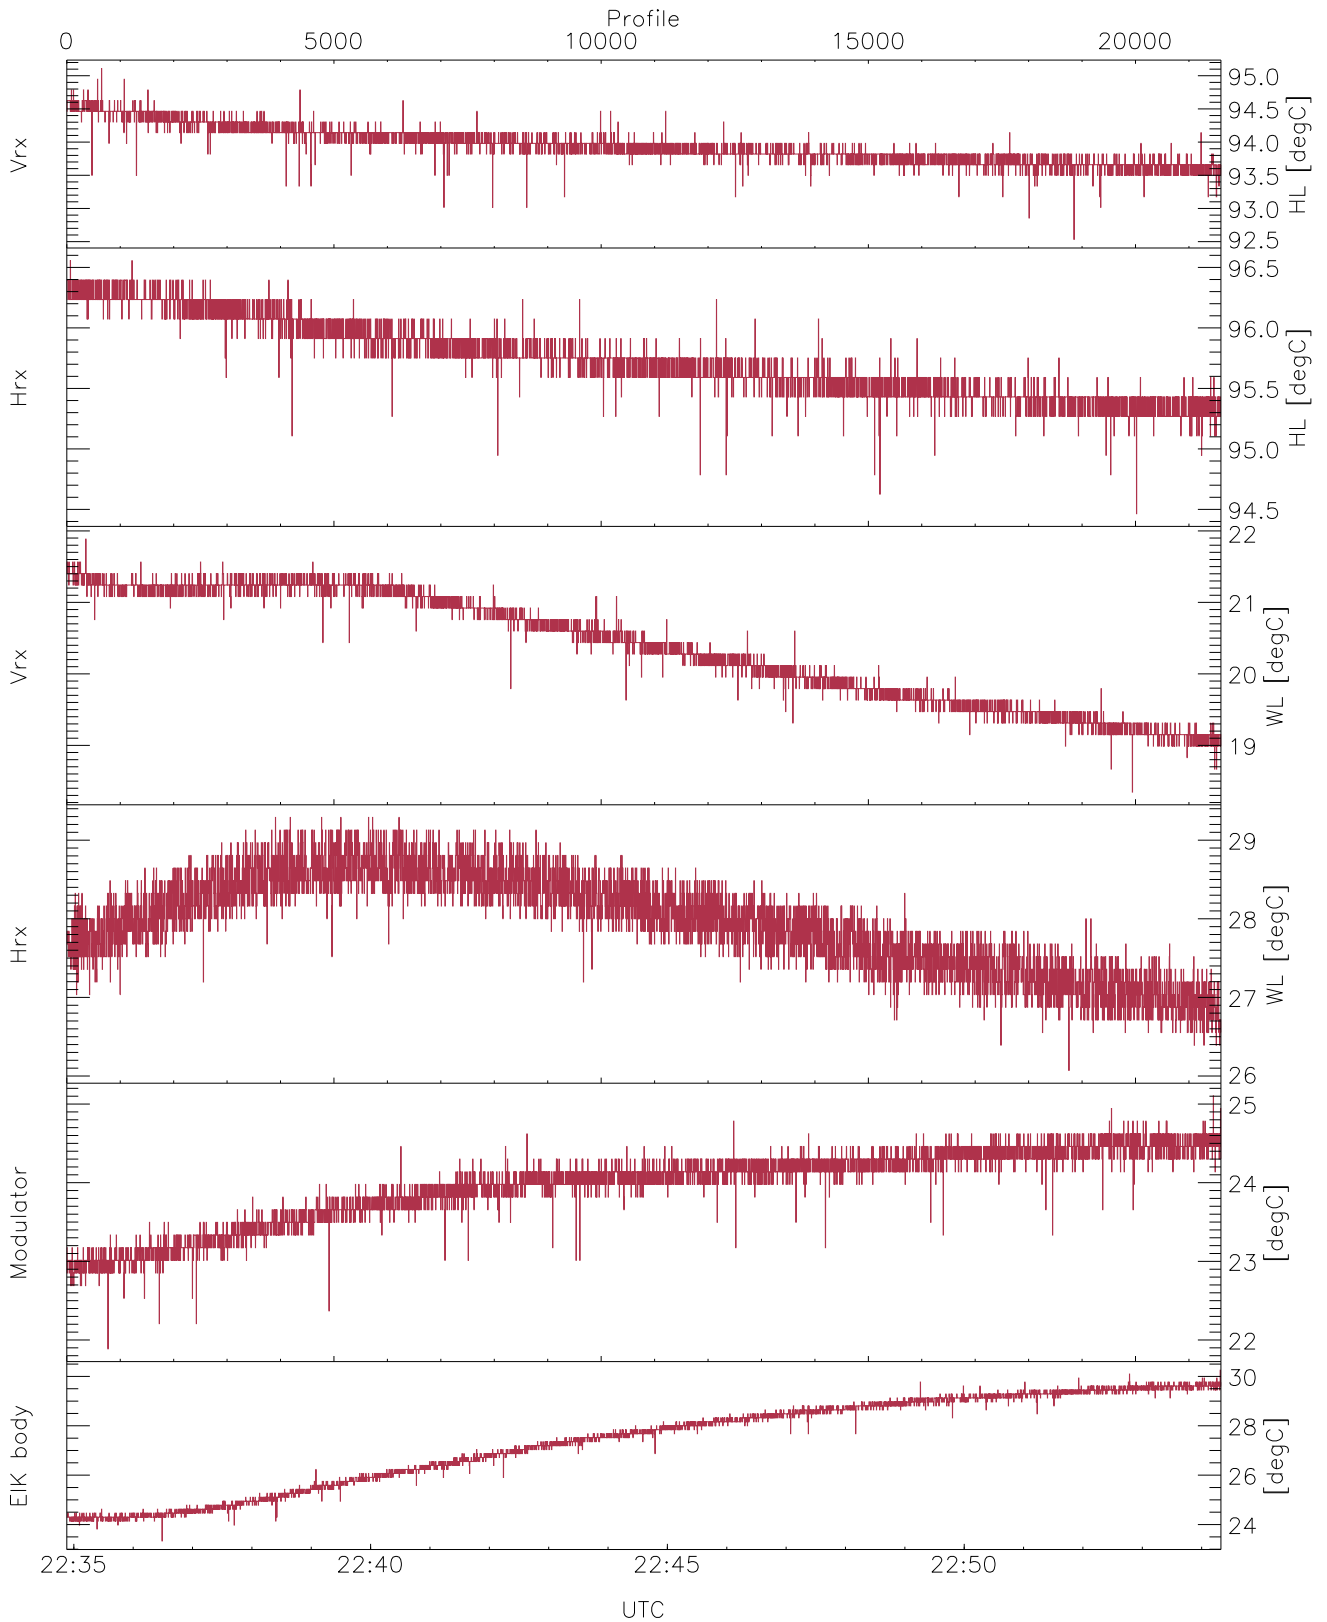 Profile
0 5000 10000 15000 20000
Vrx
95.0
94.5
94.0
93.5
93.0
92.5
HL [degC]
Hrx
96.5
96.0
95.5
95.0
94.5
HL [degC]
Vrx
22
21
20
19
WL [degC]
Hrx
29
28
27
26
WL [degC]
Modulator
25
24
23
22
[degC]
EIK body
30
28
26
24
[degC]
22:35 22:40 22:45 22:50
UTC